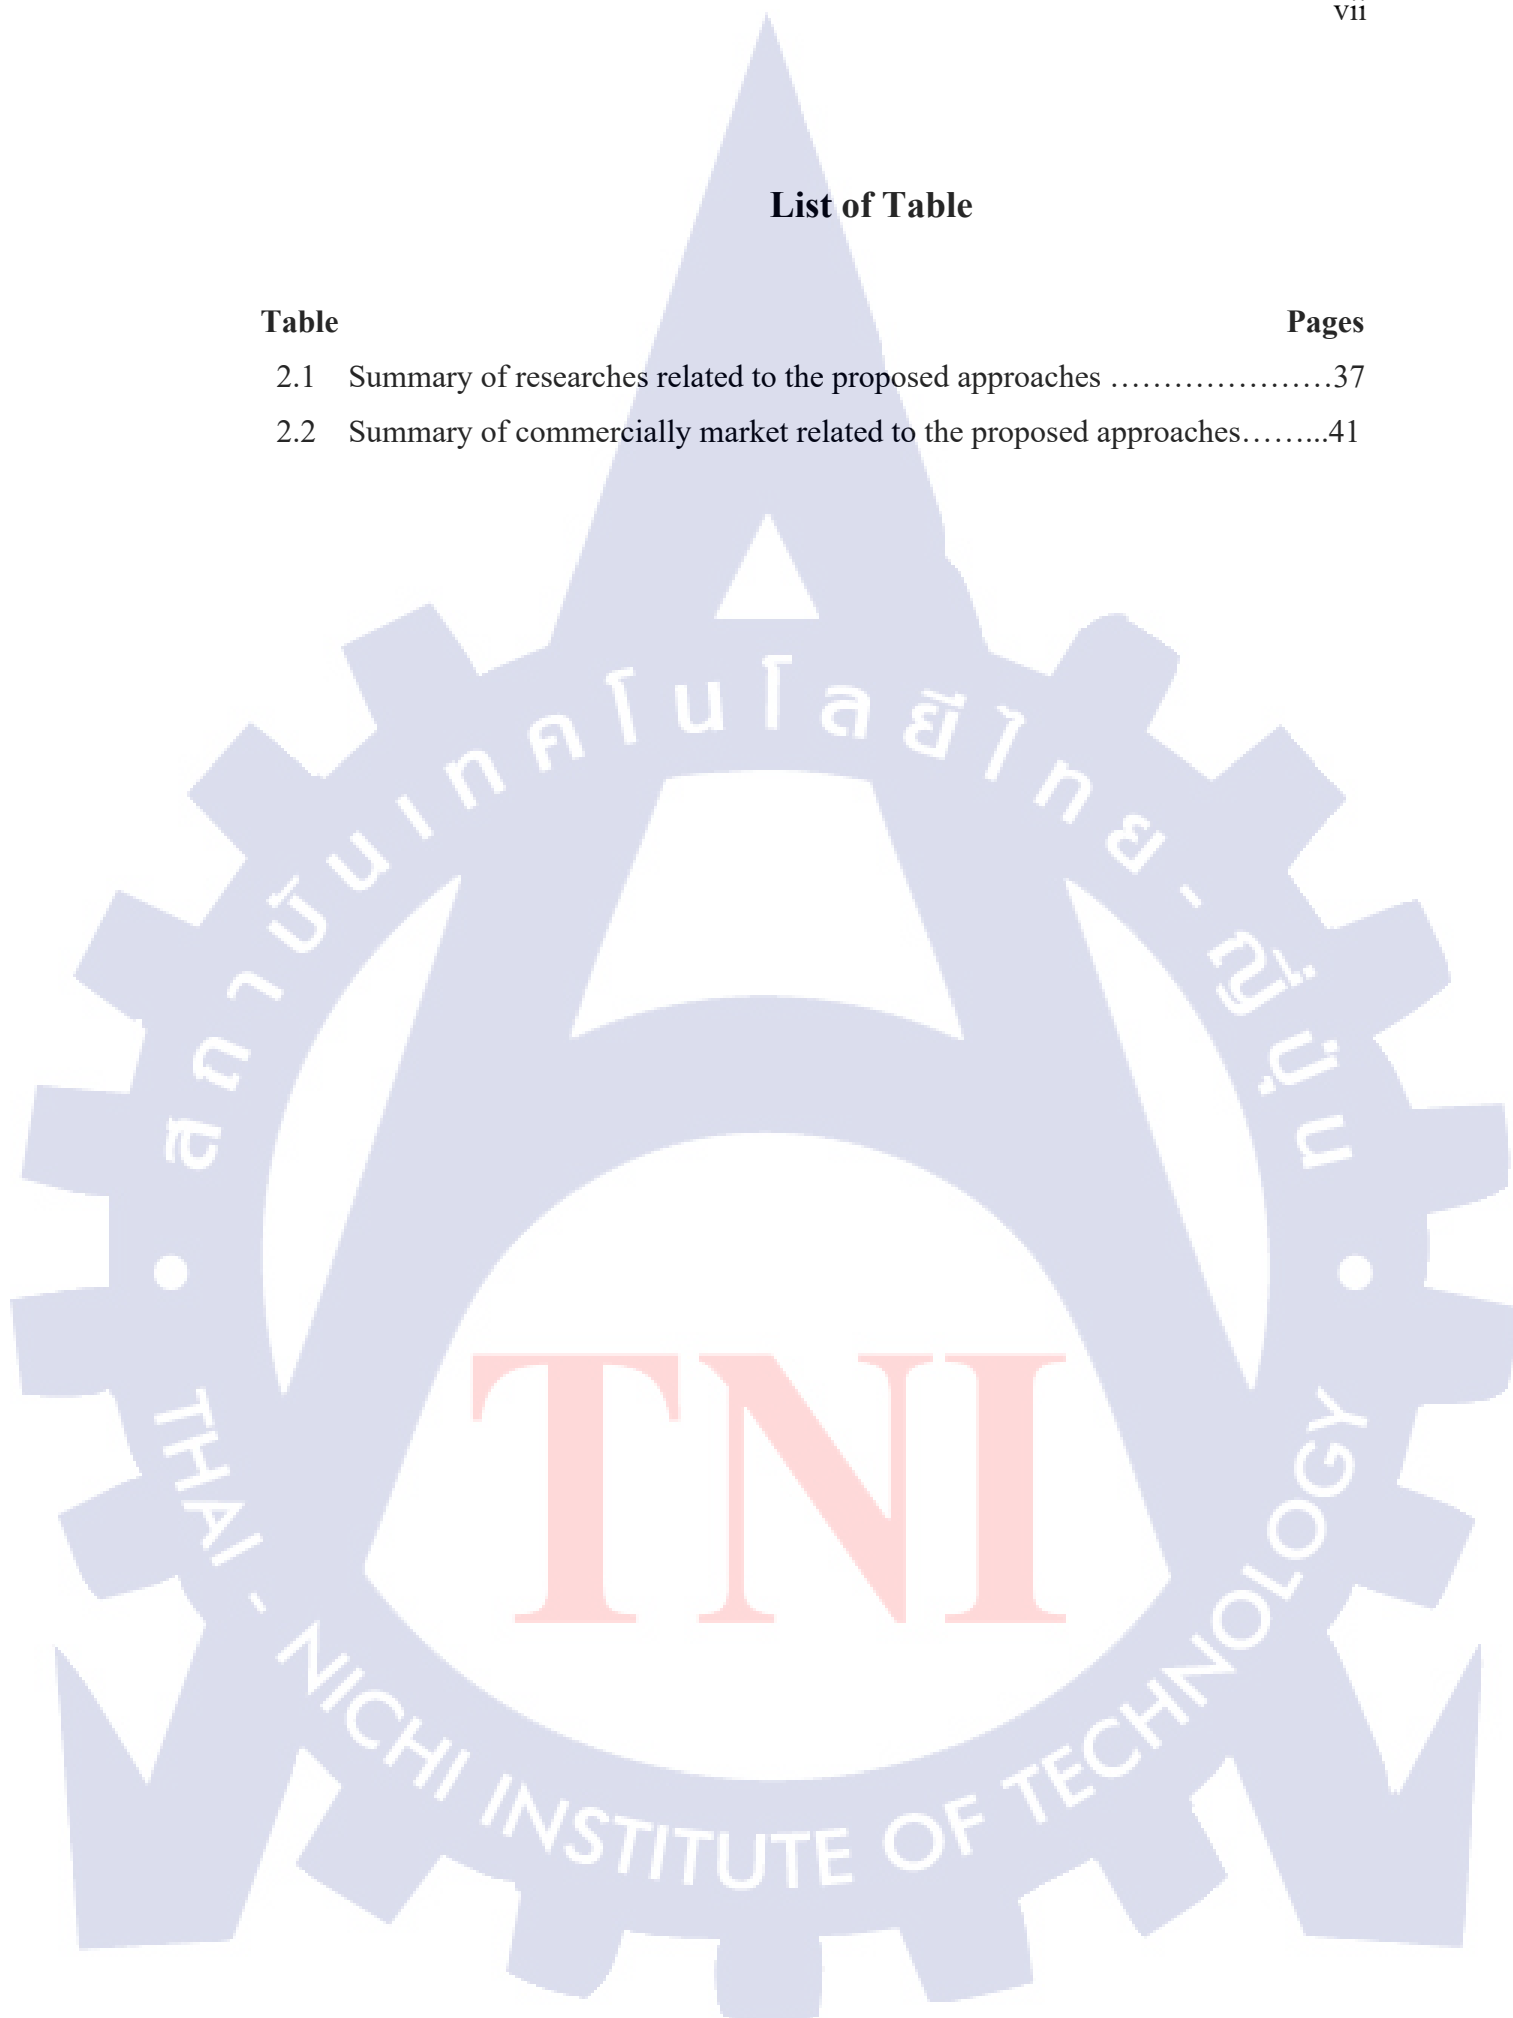 vii
List of Table
Table Pages
2.1 Summary of researches related to the proposed approaches …………………37
2.2 Summary of commercially market related to the proposed approaches……...41
สถาบันเทคโนโลยีไทย - ญี่ปุ่น
TNI
THAI - NICHI INSTITUTE OF TECHNOLOGY